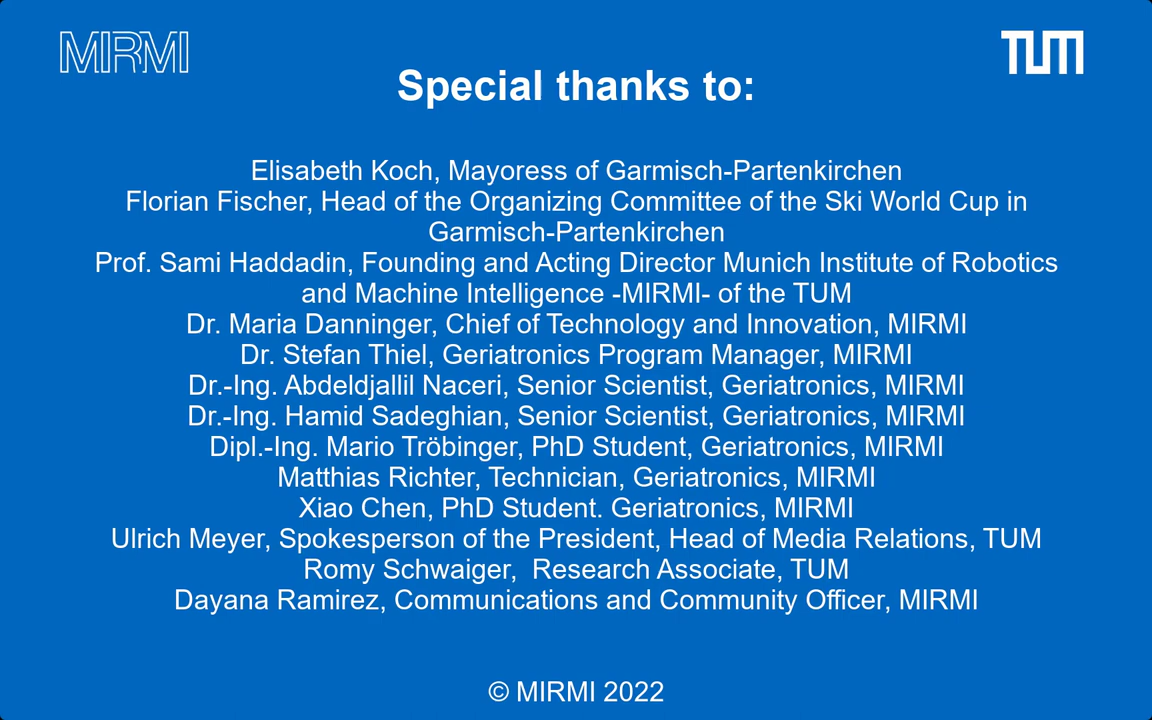 MIRMI
TUM
Special thanks to:
Elisabeth Koch, Mayoress of Garmisch-Partenkirchen
Florian Fischer, Head of the Organizing Committee of the Ski World Cup in
Garmisch-Partenkirchen
Prof. Sami Haddadin, Founding and Acting Director Munich Institute of Robotics
and Machine Intelligence -MIRMI- of the TUM
Dr. Maria Danninger, Chief of Technology and Innovation, MIRMI
Dr. Stefan Thiel, Geriatronics Program Manager, MIRMI
Dr.-Ing. Abdeldjallil Naceri, Senior Scientist, Geriatronics, MIRMI
Dr.-Ing. Hamid Sadeghian, Senior Scientist, Geriatronics, MIRMI
Dipl.-Ing. Mario Tröbinger, PhD Student, Geriatronics, MIRMI
Matthias Richter, Technician, Geriatronics, MIRMI
Xiao Chen, PhD Student. Geriatronics, MIRMI
Ulrich Meyer, Spokesperson of the President, Head of Media Relations, TUM
Romy Schwaiger,  Research Associate, TUM
Dayana Ramirez, Communications and Community Officer, MIRMI
© MIRMI 2022